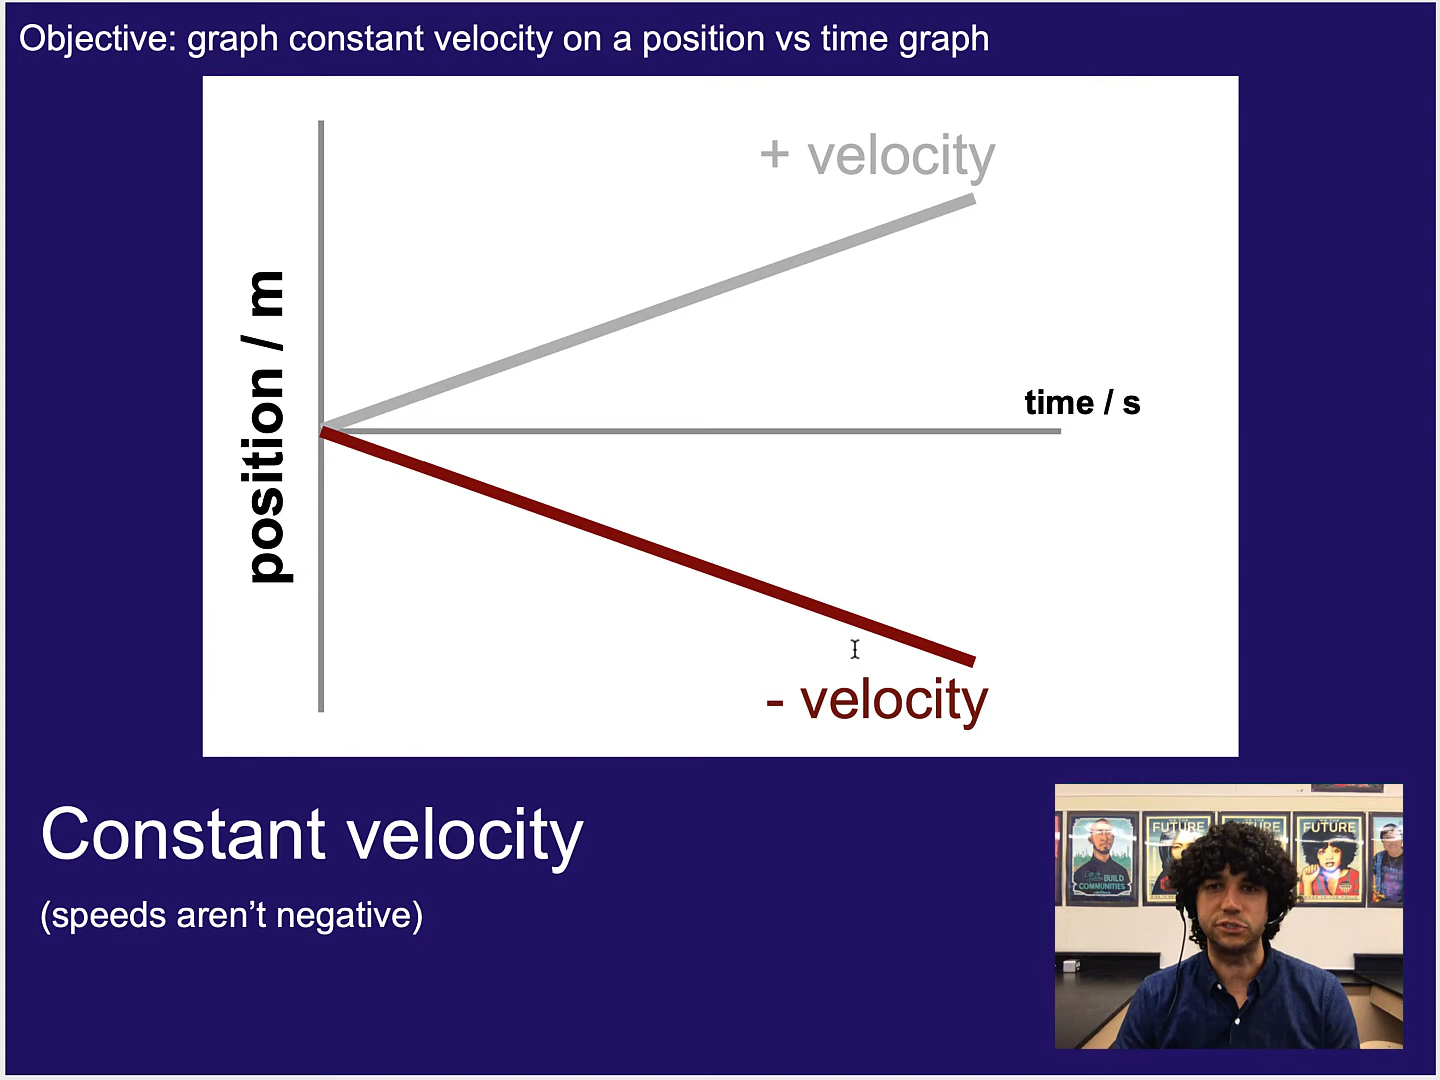 Objective: graph constant velocity on a position vs time graph
+ velocity
position / m
time / s
- velocity
Constant velocity
(speeds aren't negative)
BUILD
COMMUNITIES
FUTURE
FUTURE
FUTURE